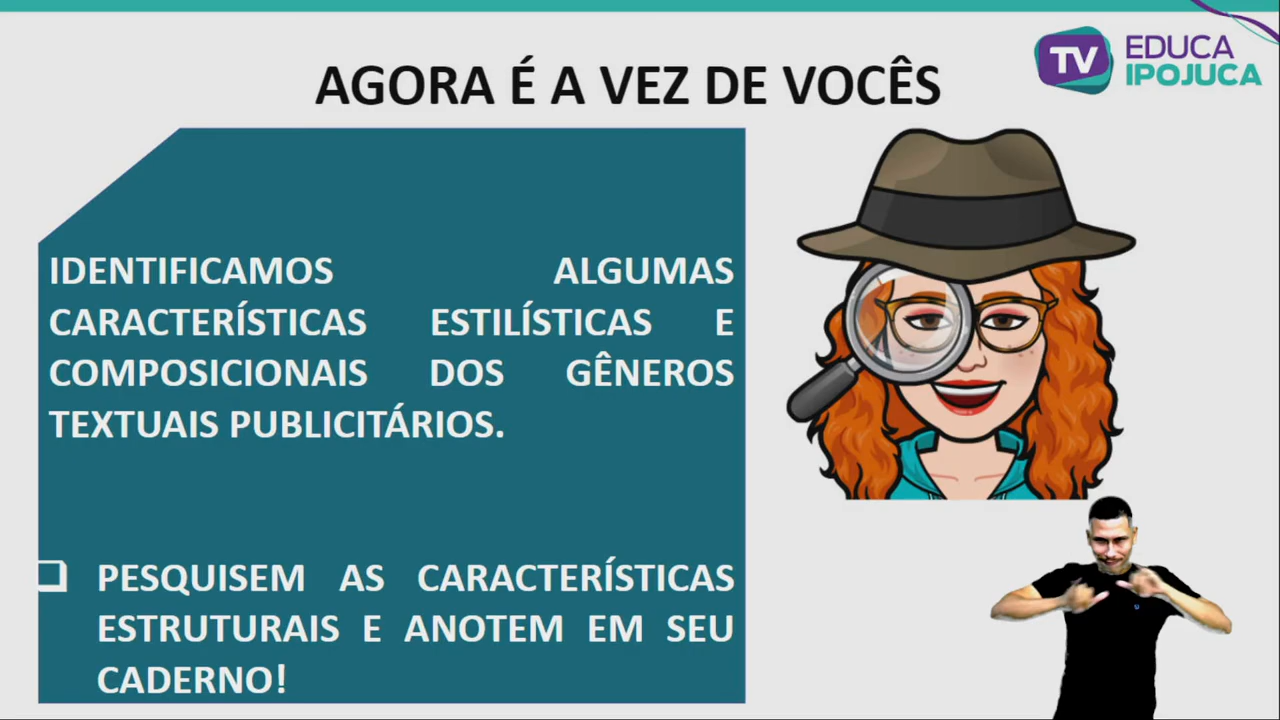 AGORA É A VEZ DE VOCÊS
TV EDUCA
IPOJUCA
IDENTIFICAMOS ALGUMAS
CARACTERÍSTICAS ESTILÍSTICAS E
COMPOSICIONAIS DOS GÊNEROS
TEXTUAIS PUBLICITÁRIOS.
PESQUISEM AS CARACTERÍSTICAS
ESTRUTURAIS E ANOTEM EM SEU
CADERNO!